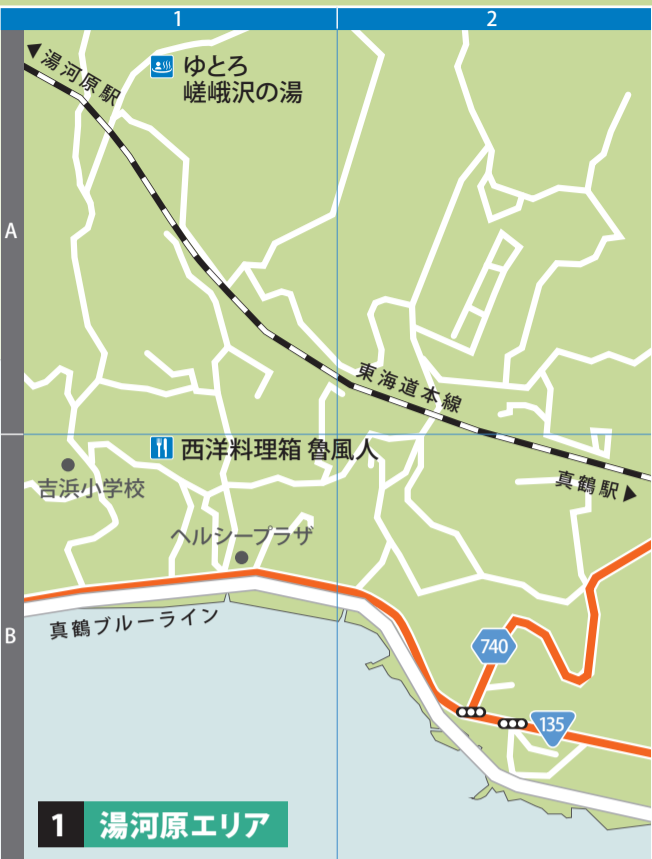 1
2
A
B
◀湯河原駅
ゆとろ
嵯峨沢の湯
東海道本線
西洋料理箱 魯風人
真鶴駅▶
吉浜小学校
ヘルシープラザ
真鶴ブルーライン
740
135
1 湯河原エリア